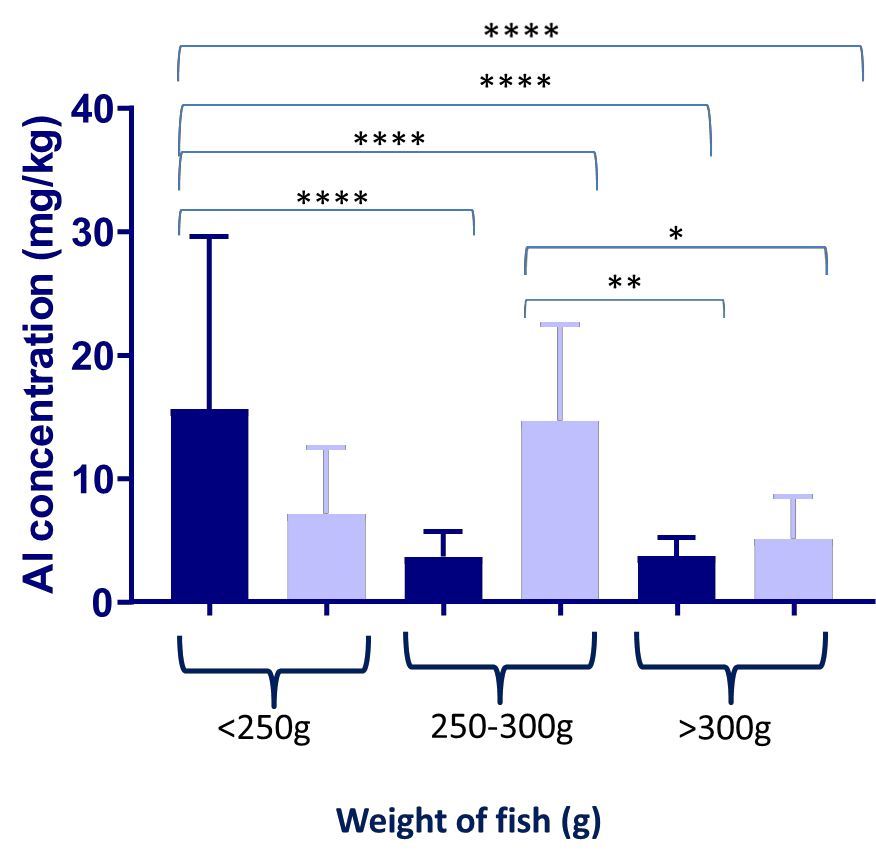 ****
****
****
****
*
**
40
30
20
10
0
Al concentration (mg/kg)
<250g
250-300g
>300g
Weight of fish (g)